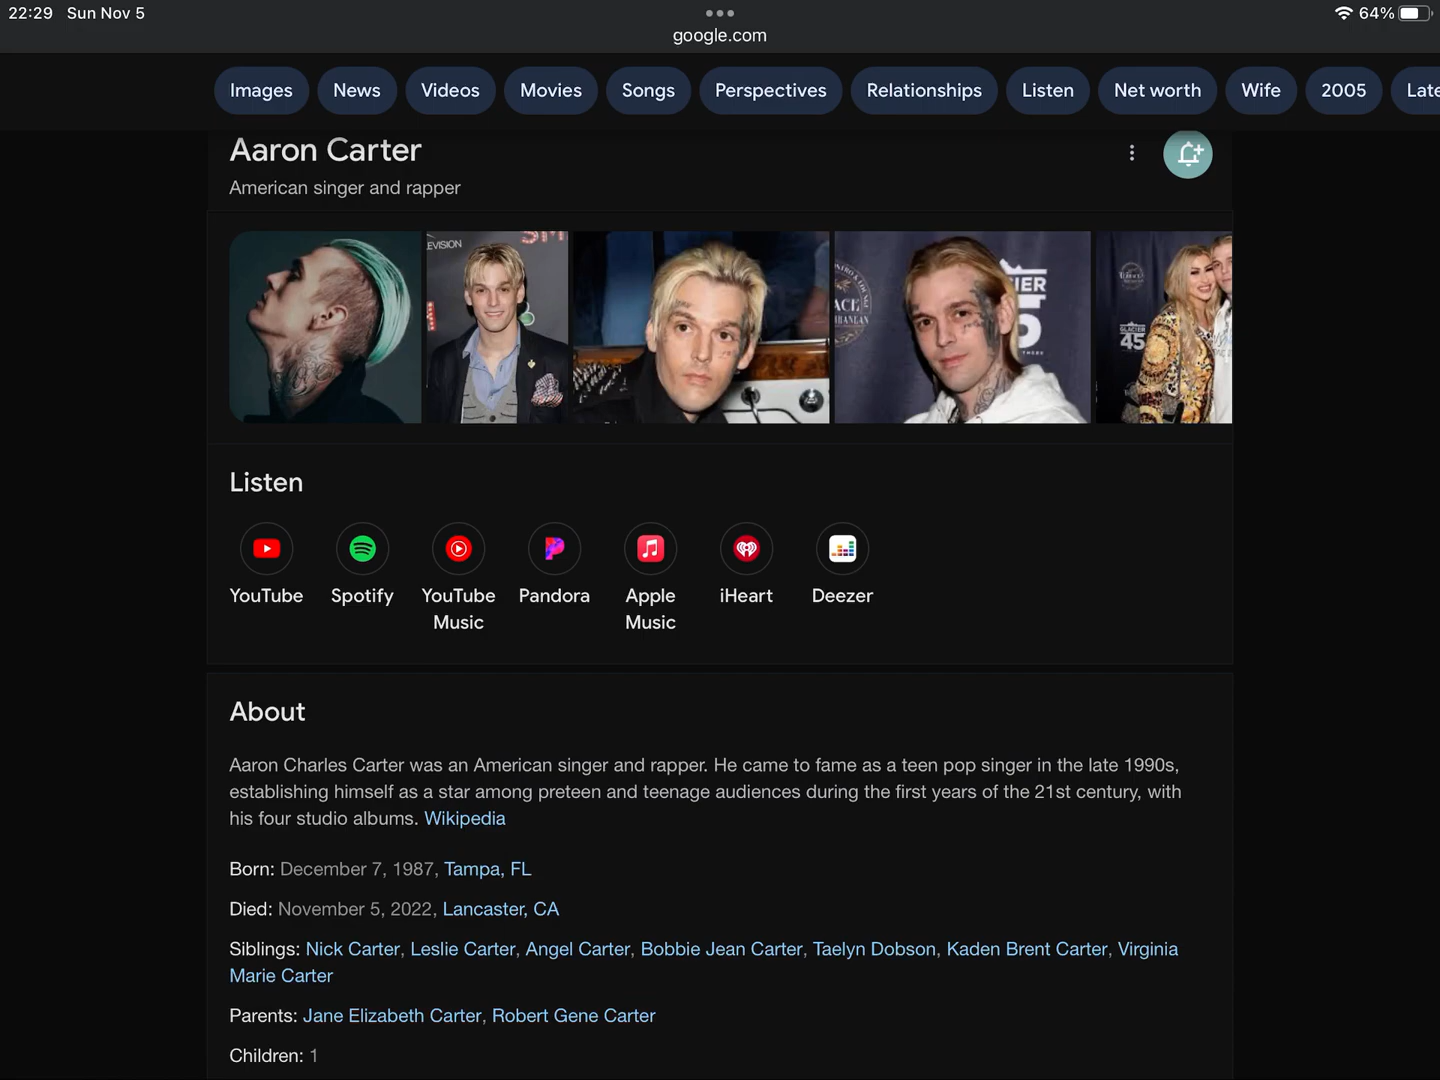 22:29 Sun Nov 5
64%
google.com
Images News Videos Movies Songs Perspectives Relationships Listen Net worth Wife 2005 Late
Aaron Carter
American singer and rapper
EVISION SM
GLACIER
45
Listen
YouTube Spotify YouTube Music Pandora Apple Music iHeart Deezer
About
Aaron Charles Carter was an American singer and rapper. He came to fame as a teen pop singer in the late 1990s,
establishing himself as a star among preteen and teenage audiences during the first years of the 21st century, with
his four studio albums. Wikipedia
Born: December 7, 1987, Tampa, FL
Died: November 5, 2022, Lancaster, CA
Siblings: Nick Carter, Leslie Carter, Angel Carter, Bobbie Jean Carter, Taelyn Dobson, Kaden Brent Carter, Virginia
Marie Carter
Parents: Jane Elizabeth Carter, Robert Gene Carter
Children: 1